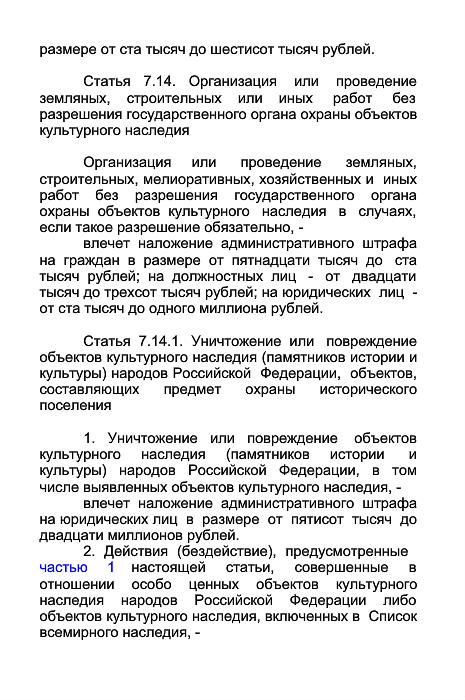 размере от ста тысяч до шестисот тысяч рублей.
Статья 7.14. Организация или проведение
земляных, строительных или иных работ без
разрешения государственного органа охраны объектов
культурного наследия
Организация или проведение земляных,
строительных, мелиоративных, хозяйственных и иных
работ без разрешения государственного органа
охраны объектов культурного наследия в случаях,
если такое разрешение обязательно, -
влечет наложение административного штрафа
на граждан в размере от пятнадцати тысяч до ста
тысяч рублей; на должностных лиц - от двадцати
тысяч до трехсот тысяч рублей; на юридических лиц -
от ста тысяч до одного миллиона рублей.
Статья 7.14.1. Уничтожение или повреждение
объектов культурного наследия (памятников истории и
культуры) народов Российской Федерации, объектов,
составляющих предмет охраны исторического
поселения
1. Уничтожение или повреждение объектов
культурного наследия (памятников истории и
культуры) народов Российской Федерации, в том
числе выявленных объектов культурного наследия, -
влечет наложение административного штрафа
на юридических лиц в размере от пятисот тысяч до
двадцати миллионов рублей.
2. Действия (бездействие), предусмотренные
частью 1 настоящей статьи, совершенные в
отношении особо ценных объектов культурного
наследия народов Российской Федерации либо
объектов культурного наследия, включенных в Список
всемирного наследия, -